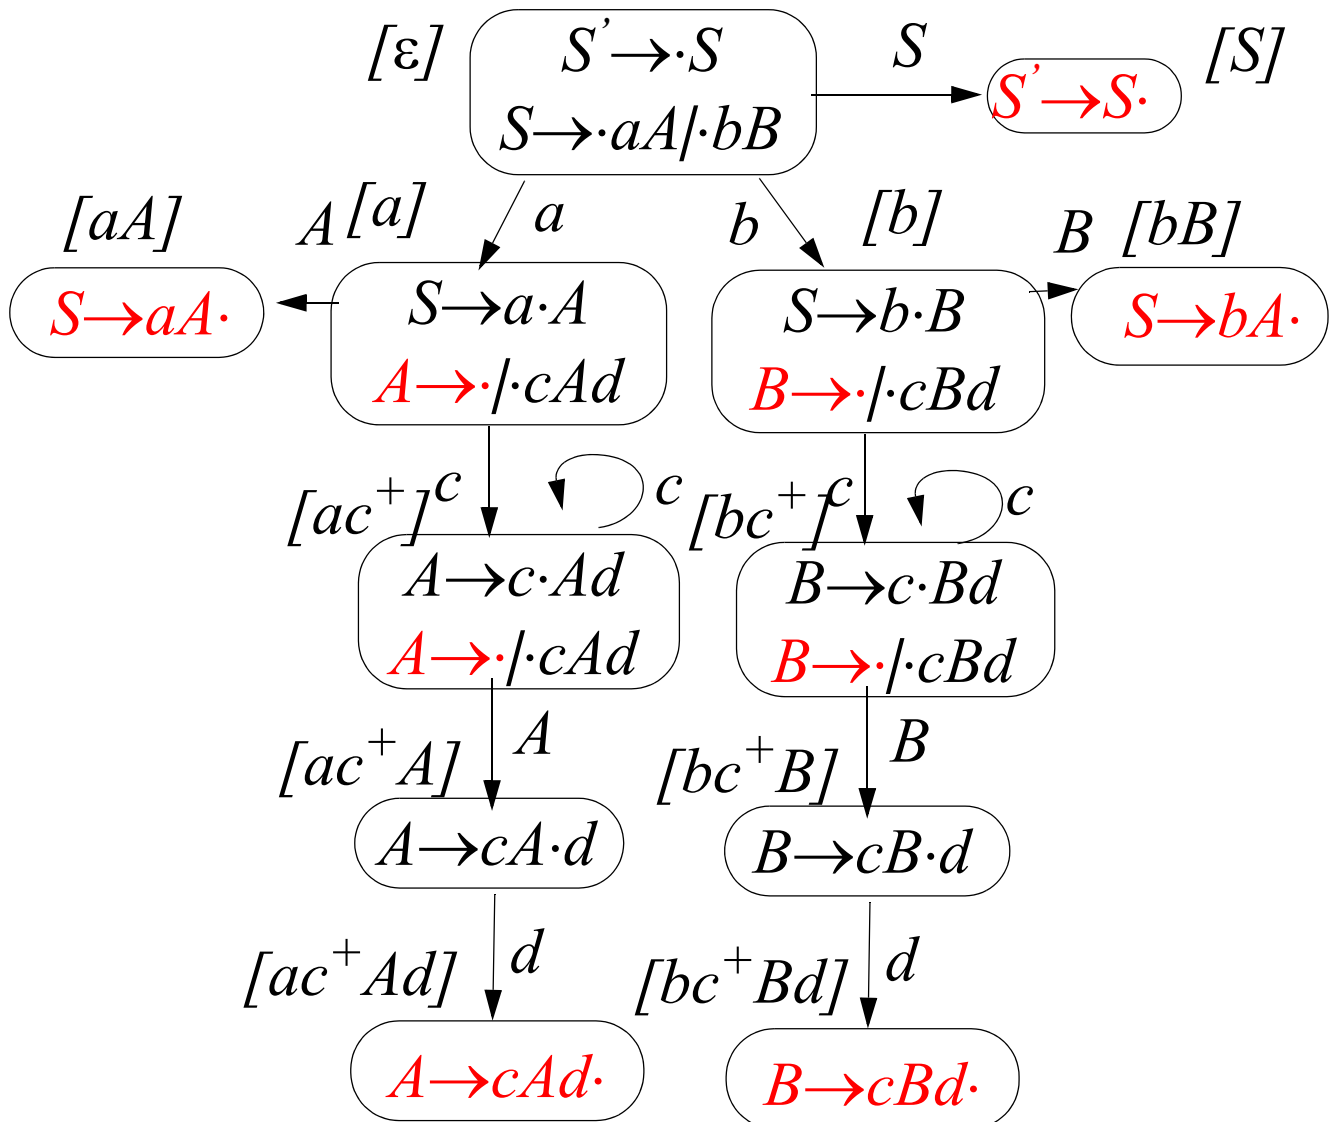 [ε]
S'→·S
S→·aA/·bB
S
S'→S·
[S]
[aA]
A
[a]
a
b
[b]
B
[bB]
S→aA·
S→a·A
A→·/·cAd
S→b·B
B→·/·cBd
S→bA·
[ac⁺]
c
c
[bc⁺]
c
c
A→c·Ad
A→·/·cAd
B→c·Bd
B→·/·cBd
[ac⁺A]
A
[bc⁺B]
B
A→cA·d
B→cB·d
[ac⁺Ad]
d
[bc⁺Bd]
d
A→cAd·
B→cBd·